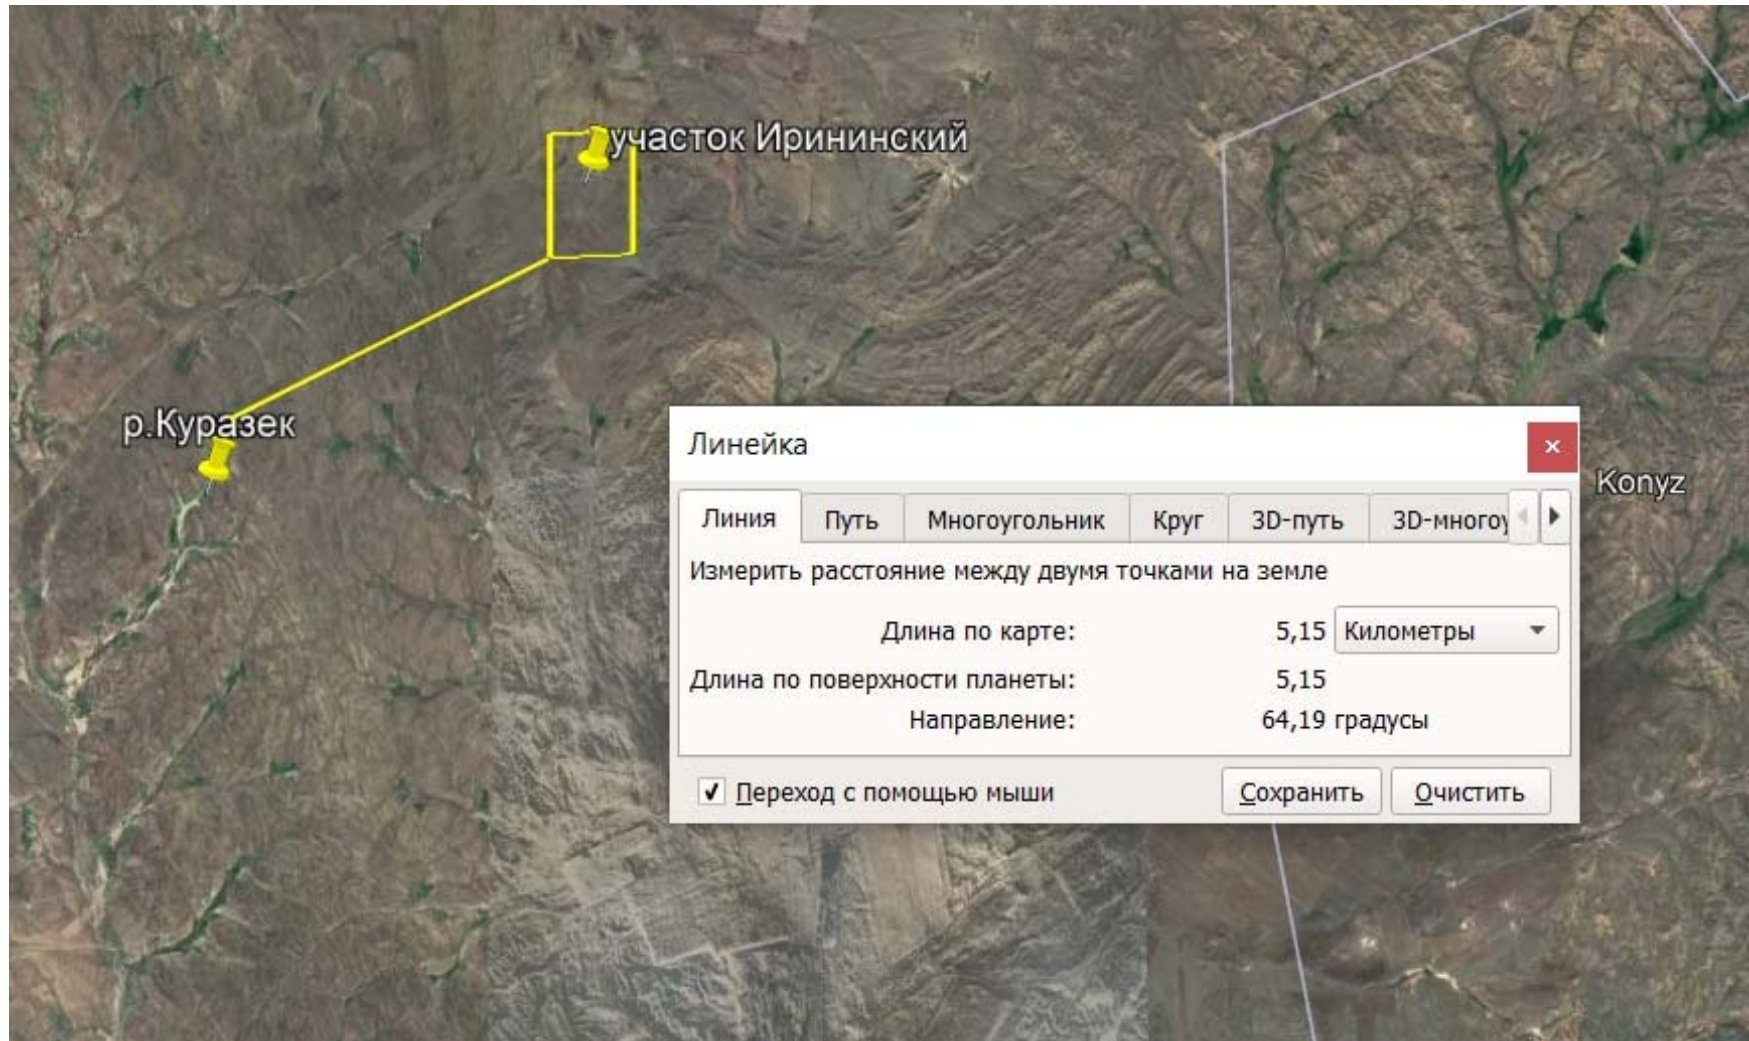 участок Ирининский
р.Куразек
Линейка
Konyz
Линия Путь Многоугольник Круг 3D-путь 3D-многоу
Измерить расстояние между двумя точками на земле
Длина по карте: 5,15 Километры
Длина по поверхности планеты: 5,15
Направление: 64,19 градусы
Переход с помощью мыши Сохранить Очистить